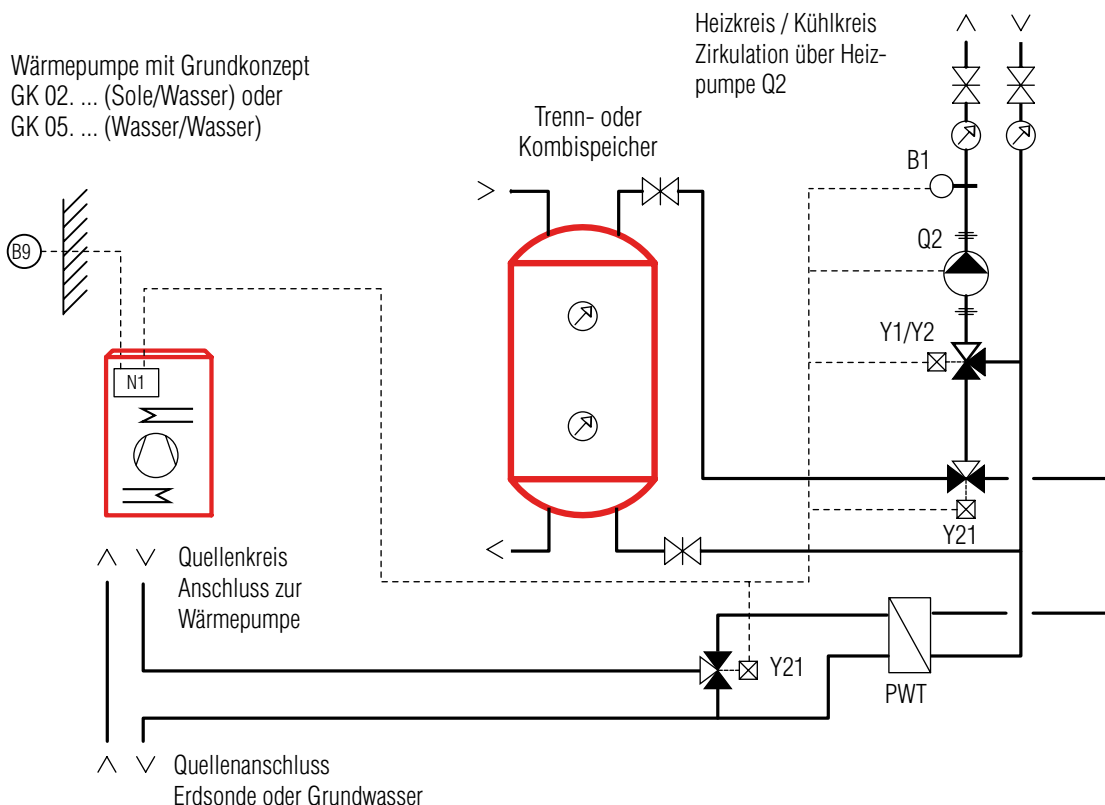 Wärmepumpe mit Grundkonzept
GK 02. ... (Sole/Wasser) oder
GK 05. ... (Wasser/Wasser)
Heizkreis / Kühlkreis
Zirkulation über Heiz-
pumpe Q2
Trenn- oder
Kombispeicher
B1
B9
Q2
Y1/Y2
N1
Y21
Quellenkreis
Anschluss zur
Wärmepumpe
Y21
PWT
Quellenanschluss
Erdsonde oder Grundwasser